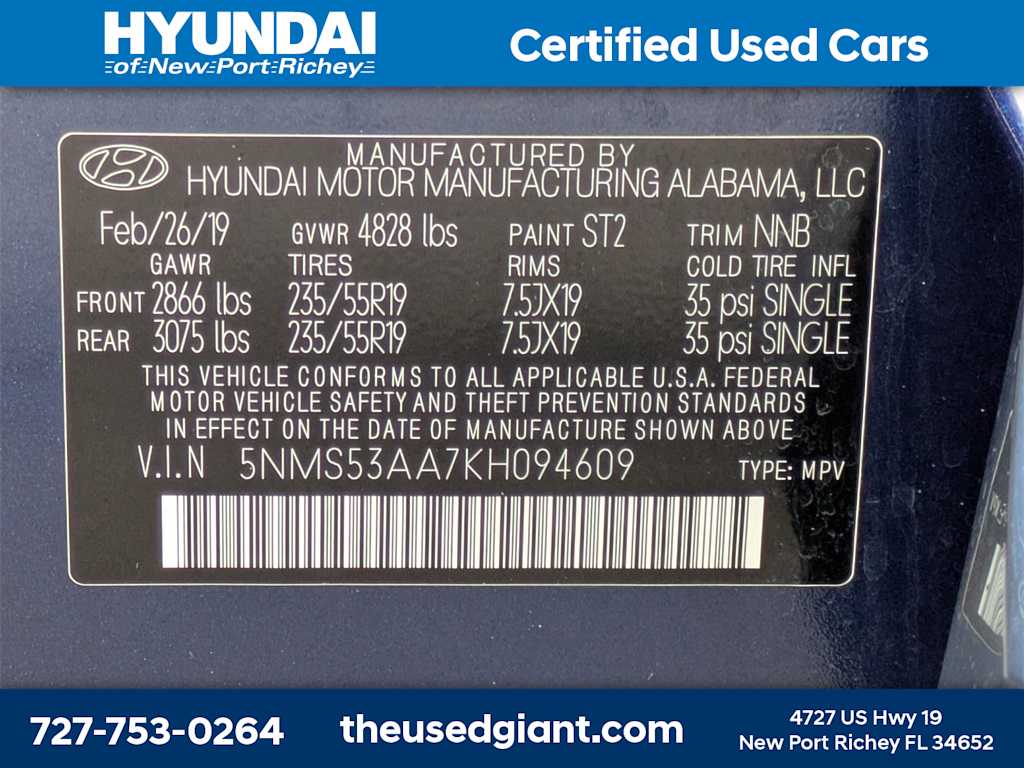 HYUNDAI
of New Port Richey
Certified Used Cars
MANUFACTURED BY
HYUNDAI MOTOR MANUFACTURING ALABAMA, LLC
Feb/26/19 GVWR 4828 lbs PAINT ST2 TRIM NNB
GAWR TIRES RIMS COLD TIRE INFL
FRONT 2866 lbs 235/55R19 7.5JX19 35 psi SINGLE
REAR 3075 lbs 235/55R19 7.5JX19 35 psi SINGLE
THIS VEHICLE CONFORMS TO ALL APPLICABLE U.S.A. FEDERAL
MOTOR VEHICLE SAFETY AND THEFT PREVENTION STANDARDS
IN EFFECT ON THE DATE OF MANUFACTURE SHOWN ABOVE
V.I.N 5NMS53AA7KH094609 TYPE: MPV
727-753-0264
theusedgiant.com
4727 US Hwy 19
New Port Richey FL 34652